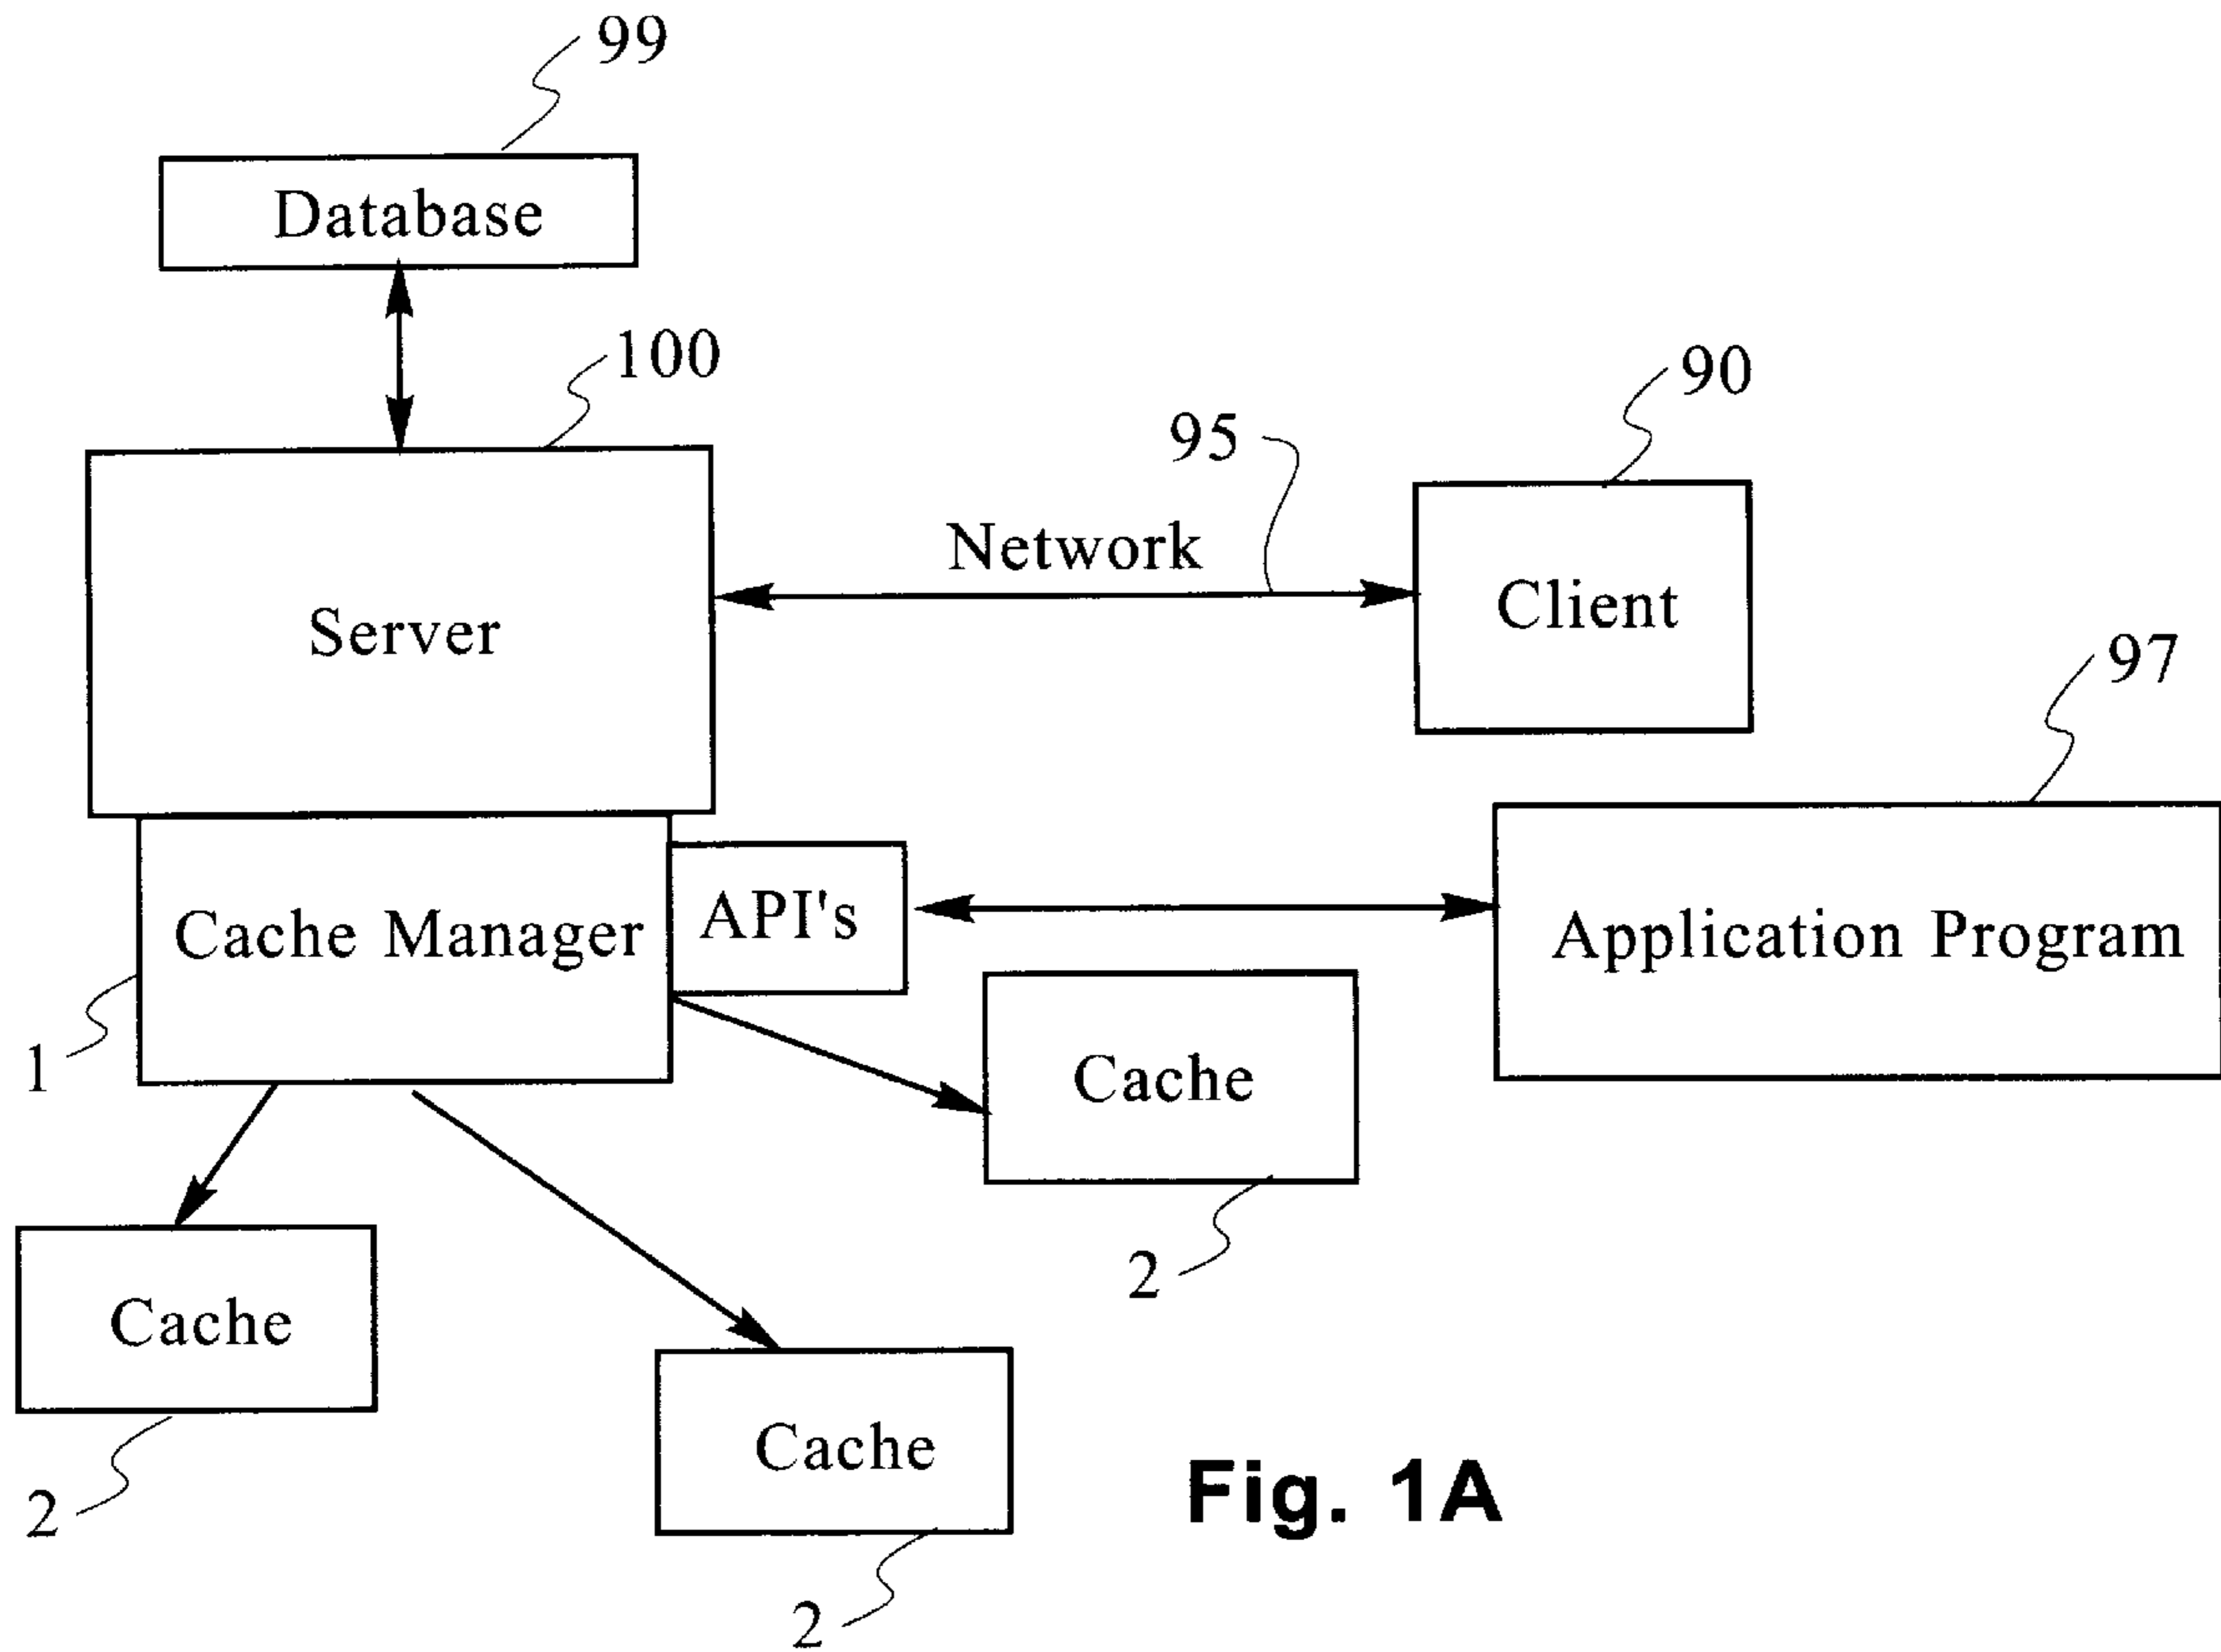 99
Database
100
90
95
Network
Client
Server
97
API's
Cache Manager
Application Program
1
Cache
2
Cache
2
Cache
2
Fig. 1A